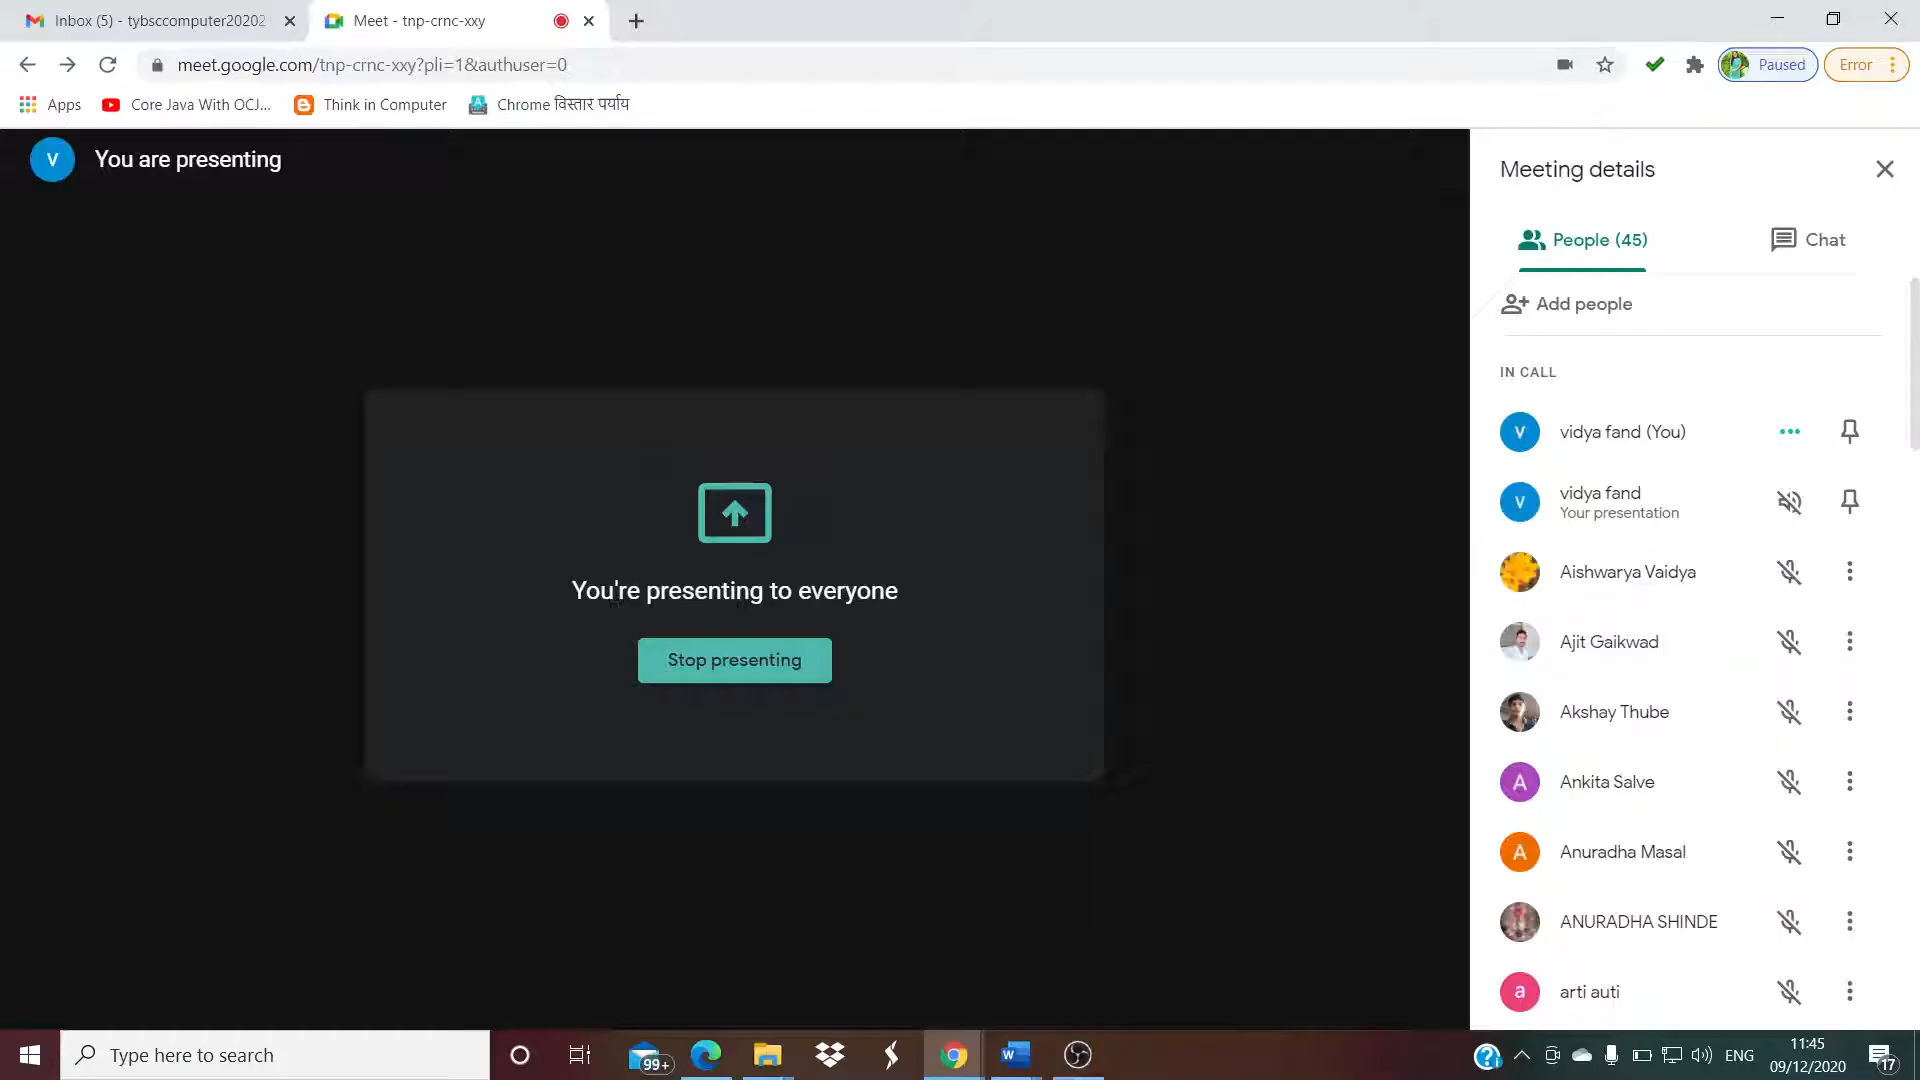 Inbox (5) - tybsccomputer20202
Meet - tnp-crnc-xxy
meet.google.com/tnp-crnc-xxy?pli=1&authuser=0
Paused
Error
Apps
Core Java With OCJ...
Think in Computer
Chrome विस्तार पर्याय
V
You are presenting
Meeting details
People (45)
Chat
Add people
IN CALL
V
vidya fand (You)
V
vidya fand
Your presentation
Aishwarya Vaidya
Ajit Gaikwad
Akshay Thube
A
Ankita Salve
A
Anuradha Masal
ANURADHA SHINDE
a
arti auti
You're presenting to everyone
Stop presenting
Type here to search
99+
W
ENG
11:45
09/12/2020
17